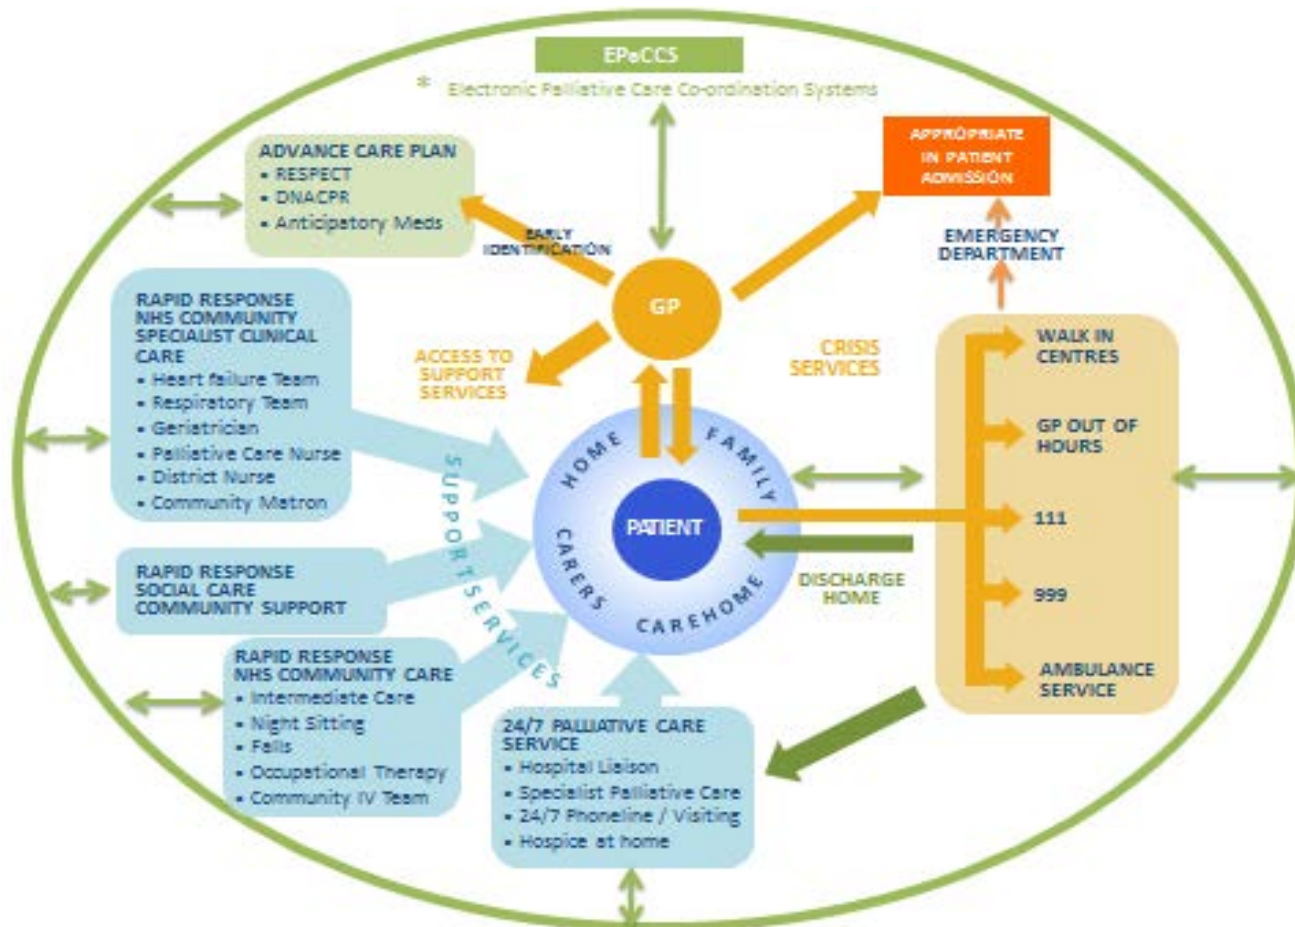 EPaCCS
* Electronic Palliative Care Co-ordination Systems
APPROPRIATE
IN PATIENT
ADMISSION
ADVANCE CARE PLAN
• RESPECT
• DNACPR
• Anticipatory Meds
EARLY
IDENTIFICATION
EMERGENCY
DEPARTMENT
GP
RAPID RESPONSE
NHS COMMUNITY
SPECIALIST CLINICAL
CARE
• Heart failure Team
• Respiratory Team
• Geriatrician
• Palliative Care Nurse
• District Nurse
• Community Matron
ACCESS TO
SUPPORT
SERVICES
CRISIS
SERVICES
WALK IN
CENTRES
GP OUT OF
HOURS
111
999
AMBULANCE
SERVICE
HOME
FAMILY
CARERS
CAREHOME
PATIENT
SUPPORT SERVICES
DISCHARGE
HOME
RAPID RESPONSE
SOCIAL CARE
COMMUNITY SUPPORT
RAPID RESPONSE
NHS COMMUNITY CARE
• Intermediate Care
• Night Sitting
• Falls
• Occupational Therapy
• Community IV Team
24/7 PALLIATIVE CARE
SERVICE
• Hospital Liaison
• Specialist Palliative Care
• 24/7 Phoneline / Visiting
• Hospice at home